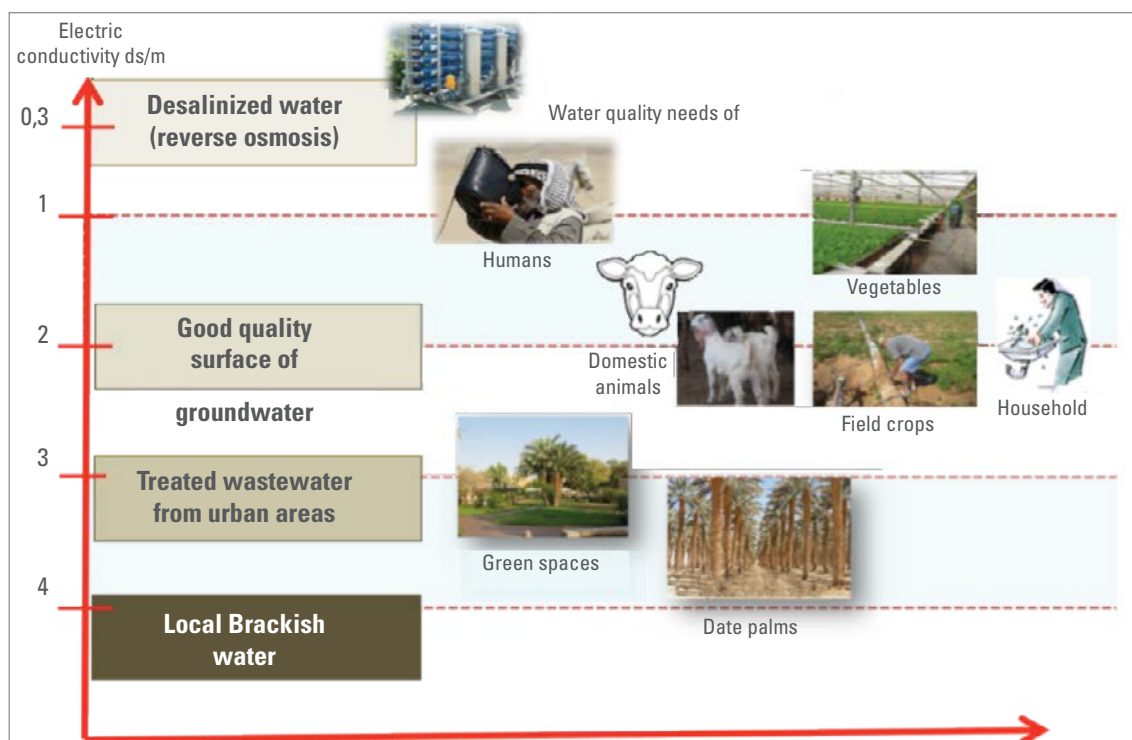 Electric
conductivity ds/m
0,3
Desalinized water
(reverse osmosis)
Water quality needs of
1
Humans
Vegetables
2
Good quality
surface of
groundwater
Domestic
animals
Field crops
Household
3
Treated wastewater
from urban areas
Green spaces
4
Local Brackish
water
Date palms